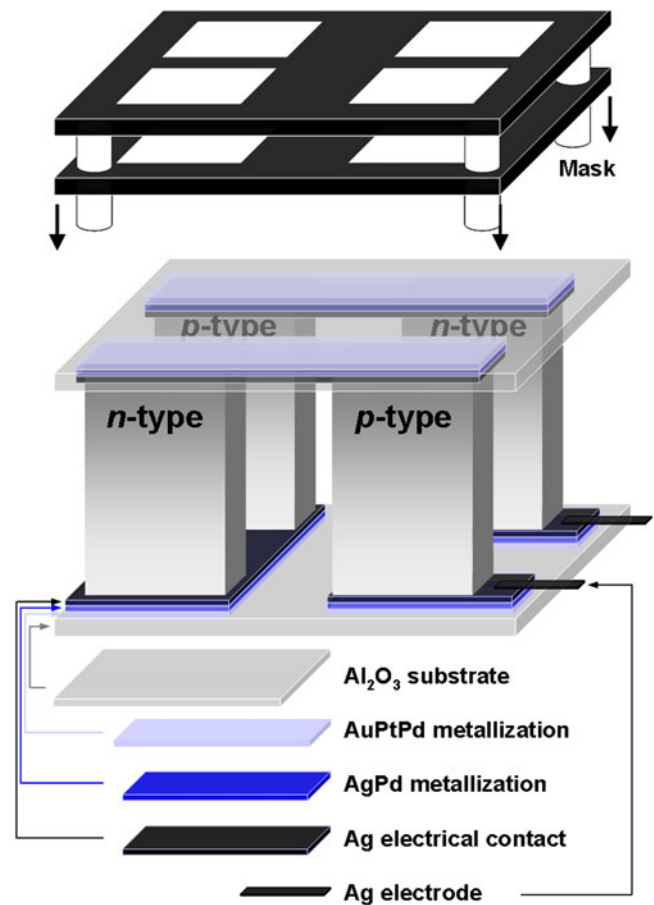 Mask
p-type
n-type
n-type
p-type
Al₂O₃ substrate
AuPtPd metallization
AgPd metallization
Ag electrical contact
Ag electrode